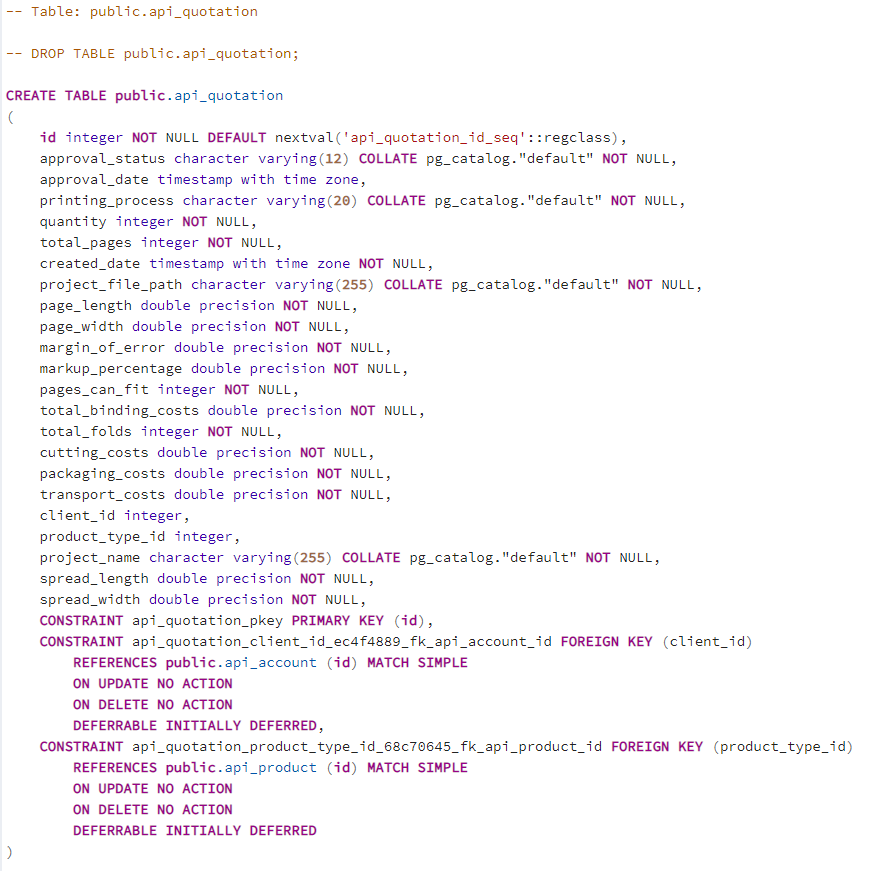 -- Table: public.api_quotation
-- DROP TABLE public.api_quotation;
CREATE TABLE public.api_quotation
(
    id integer NOT NULL DEFAULT nextval('api_quotation_id_seq'::regclass),
    approval_status character varying(12) COLLATE pg_catalog."default" NOT NULL,
    approval_date timestamp with time zone,
    printing_process character varying(20) COLLATE pg_catalog."default" NOT NULL,
    quantity integer NOT NULL,
    total_pages integer NOT NULL,
    created_date timestamp with time zone NOT NULL,
    project_file_path character varying(255) COLLATE pg_catalog."default" NOT NULL,
    page_length double precision NOT NULL,
    page_width double precision NOT NULL,
    margin_of_error double precision NOT NULL,
    markup_percentage double precision NOT NULL,
    pages_can_fit integer NOT NULL,
    total_binding_costs double precision NOT NULL,
    total_folds integer NOT NULL,
    cutting_costs double precision NOT NULL,
    packaging_costs double precision NOT NULL,
    transport_costs double precision NOT NULL,
    client_id integer,
    product_type_id integer,
    project_name character varying(255) COLLATE pg_catalog."default" NOT NULL,
    spread_length double precision NOT NULL,
    spread_width double precision NOT NULL,
    CONSTRAINT api_quotation_pkey PRIMARY KEY (id),
    CONSTRAINT api_quotation_client_id_ec4f4889_fk_api_account_id FOREIGN KEY (client_id)
        REFERENCES public.api_account (id) MATCH SIMPLE
        ON UPDATE NO ACTION
        ON DELETE NO ACTION
        DEFERRABLE INITIALLY DEFERRED,
    CONSTRAINT api_quotation_product_type_id_68c70645_fk_api_product_id FOREIGN KEY (product_type_id)
        REFERENCES public.api_product (id) MATCH SIMPLE
        ON UPDATE NO ACTION
        ON DELETE NO ACTION
        DEFERRABLE INITIALLY DEFERRED
)